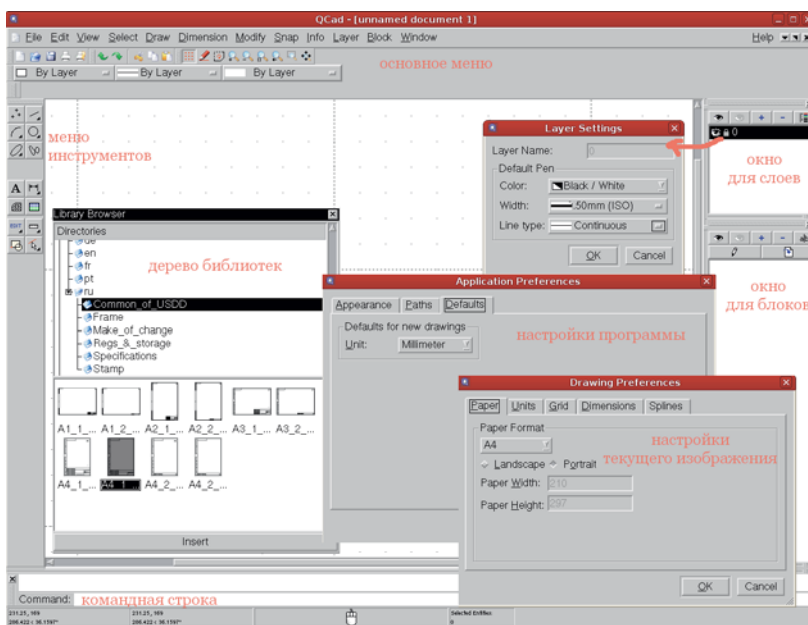 QCad - [unnamed document 1]
File Edit View Select Draw Dimension Modify Snap Info Layer Block Window Help
By Layer By Layer By Layer
основное меню
меню
инструментов
Layer Settings
Layer Name: 0
Default Pen
Color: Black / White
Width: .50mm (ISO)
Line type: Continuous
OK Cancel
0
окно
для слоев
окно
для блоков
Library Browser
Directories
de
en
fr
pt
ru
Common_of_USDD
Frame
Make_of_change
Regs_&_storage
Specifications
Stamp
дерево библиотек
A1_1_... A1_2_... A2_1_... A2_2_... A3_1_... A3_2_...
A4_1_... A4_1_... A4_2_... A4_2_...
Insert
Application Preferences
Appearance Paths Defaults
Defaults for new drawings
Unit: Millimeter
настройки программы
Drawing Preferences
Paper Units Grid Dimensions Splines
Paper Format
A4
Landscape Portrait
Paper Width: 210
Paper Height: 297
настройки
текущего изображения
OK Cancel
Command: командная строка
Selected Entities:
0